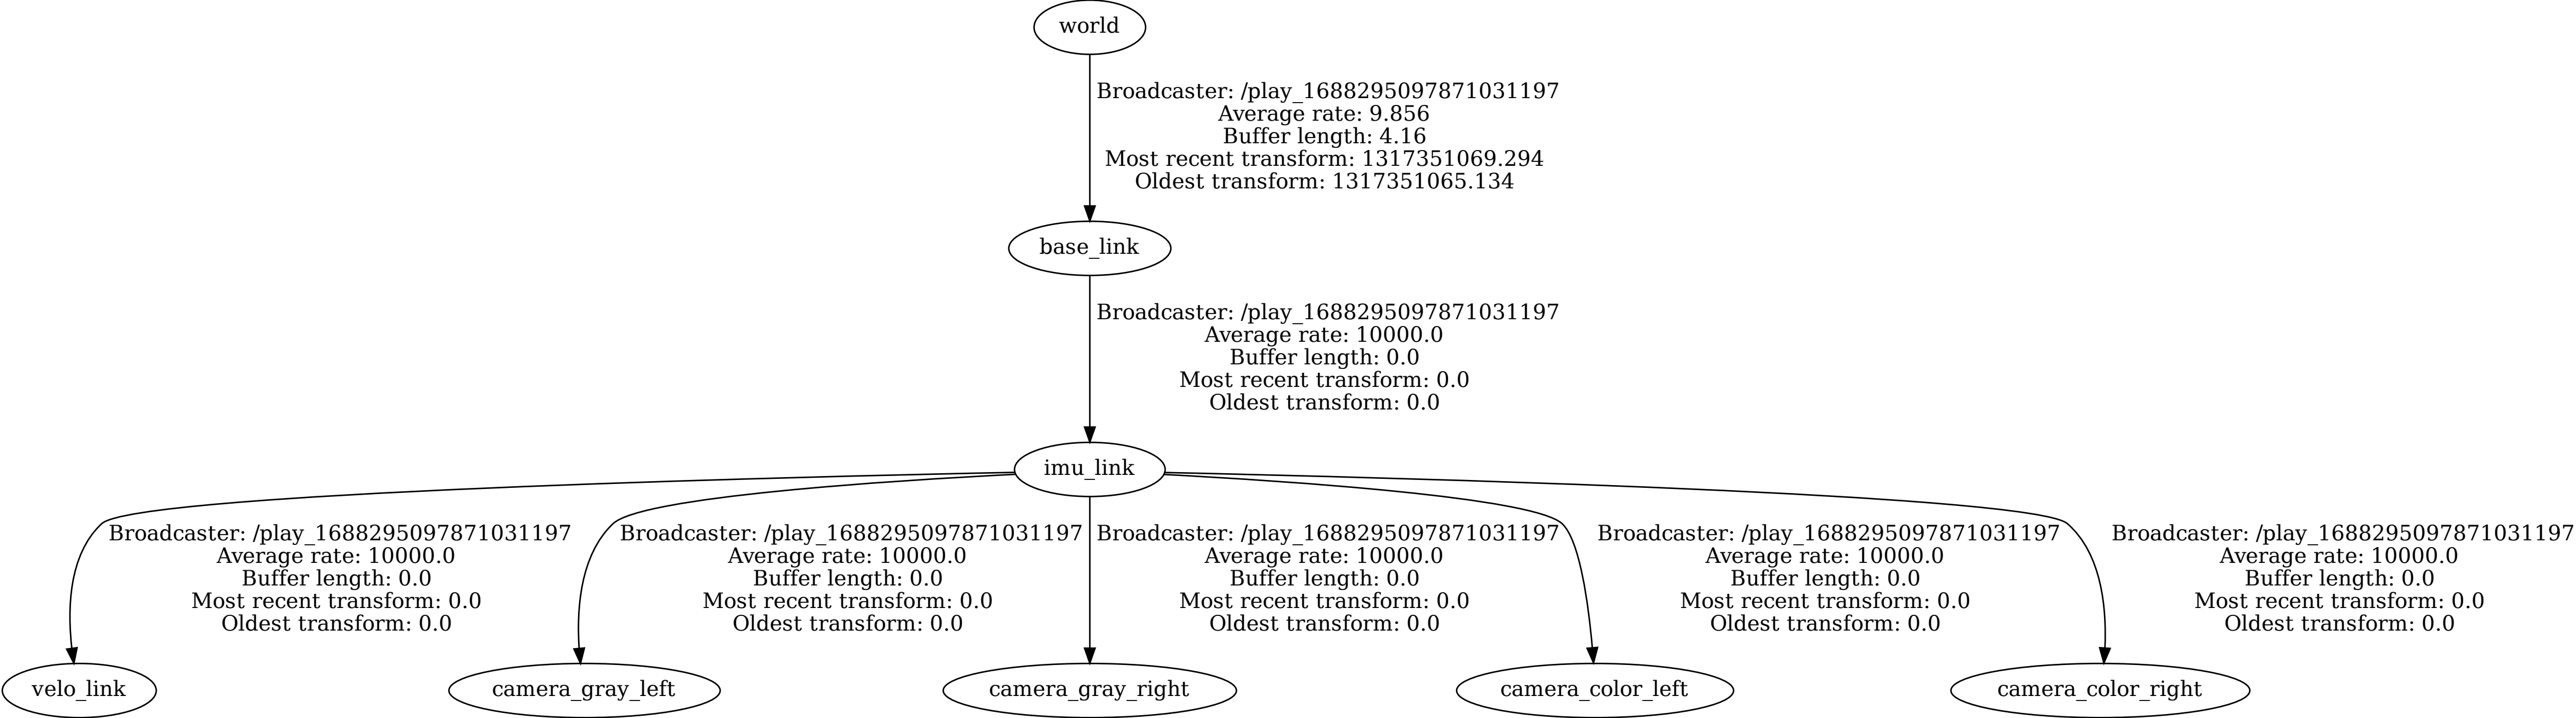 world
Broadcaster: /play_1688295097871031197
Average rate: 9.856
Buffer length: 4.16
Most recent transform: 1317351069.294
Oldest transform: 1317351065.134
base_link
Broadcaster: /play_1688295097871031197
Average rate: 10000.0
Buffer length: 0.0
Most recent transform: 0.0
Oldest transform: 0.0
imu_link
Broadcaster: /play_1688295097871031197
Average rate: 10000.0
Buffer length: 0.0
Most recent transform: 0.0
Oldest transform: 0.0
Broadcaster: /play_1688295097871031197
Average rate: 10000.0
Buffer length: 0.0
Most recent transform: 0.0
Oldest transform: 0.0
Broadcaster: /play_1688295097871031197
Average rate: 10000.0
Buffer length: 0.0
Most recent transform: 0.0
Oldest transform: 0.0
Broadcaster: /play_1688295097871031197
Average rate: 10000.0
Buffer length: 0.0
Most recent transform: 0.0
Oldest transform: 0.0
Broadcaster: /play_1688295097871031197
Average rate: 10000.0
Buffer length: 0.0
Most recent transform: 0.0
Oldest transform: 0.0
velo_link
camera_gray_left
camera_gray_right
camera_color_left
camera_color_right